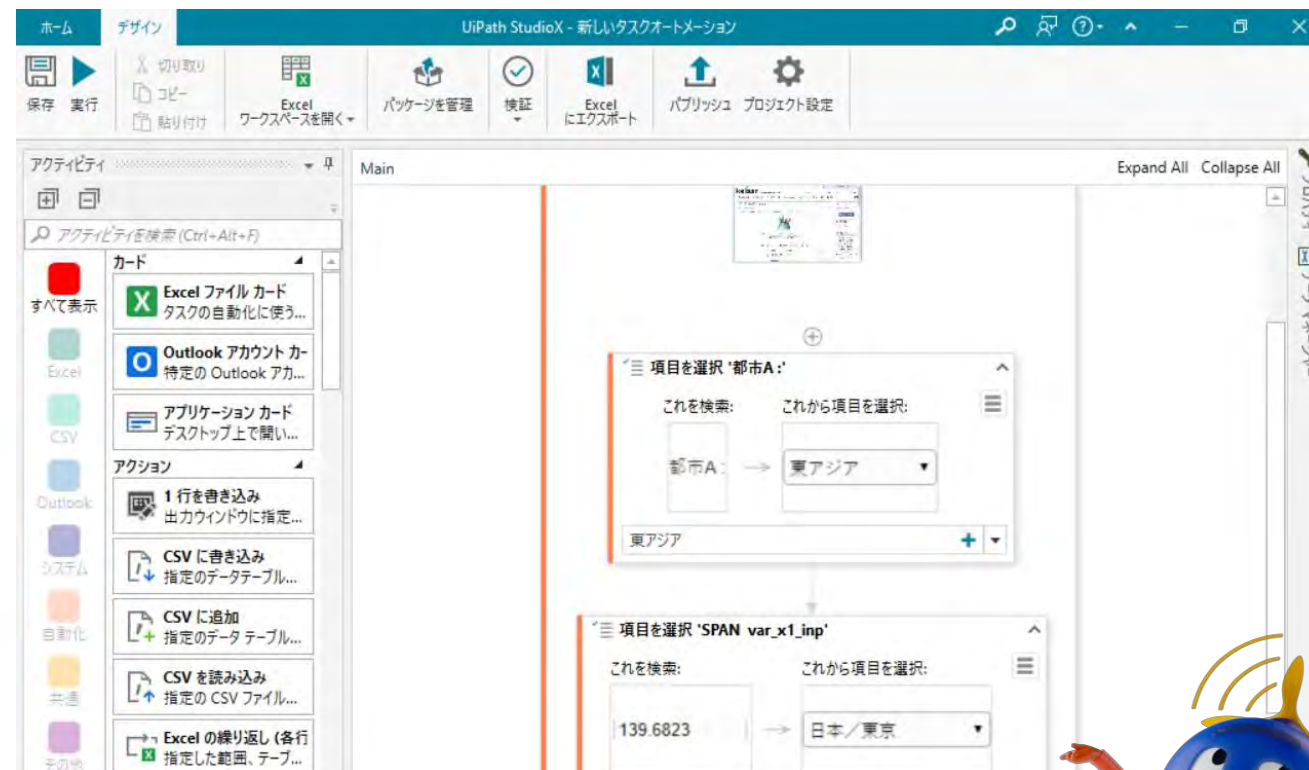 ホーム
デザイン
UiPath StudioX - 新しいタスクオートメーション
保存
実行
切り取り
コピー
貼り付け
Excel
ワークスペースを開く
パッケージを管理
検証
Excel
にエクスポート
パブリッシュ
プロジェクト設定
アクティビティ
アクティビティを検索 (Ctrl+Alt+F)
すべて表示
Excel
CSV
Outlook
システム
自動化
共通
その他
カード
Excel ファイル カード
タスクの自動化に使う...
Outlook アカウント カ-
特定の Outlook アカ...
アプリケーション カード
デスクトップ上で開い...
アクション
1 行を書き込み
出力ウィンドウに指定...
CSV に書き込み
指定のデータテーブル...
CSV に追加
指定のデータ テーブル...
CSV を読み込み
指定の CSV ファイル...
Excel の繰り返し (各行
指定した範囲、テーブ...
Main
Expand All Collapse All
項目を選択 '都市A:'
これを検索:
これから項目を選択:
都市A:
東アジア
東アジア
項目を選択 'SPAN var_x1_inp'
これを検索:
これから項目を選択:
139.6823
日本／東京